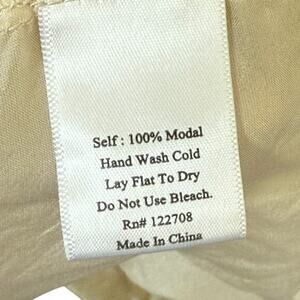 Self : 100% Modal
Hand Wash Cold
Lay Flat To Dry
Do Not Use Bleach.
Rn# 122708
Made In China